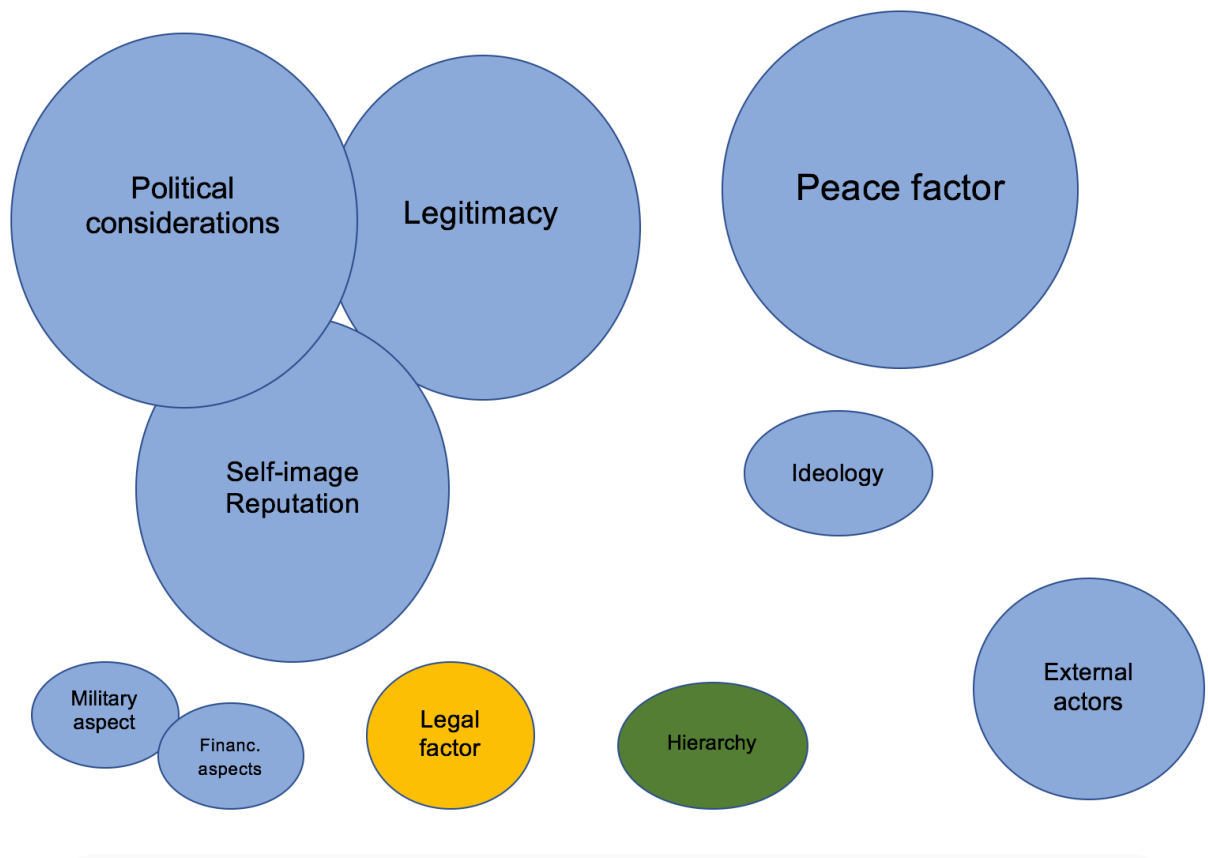 Political
considerations
Legitimacy
Peace factor
Self-image
Reputation
Ideology
Military
aspect
Financ.
aspects
Legal
factor
Hierarchy
External
actors